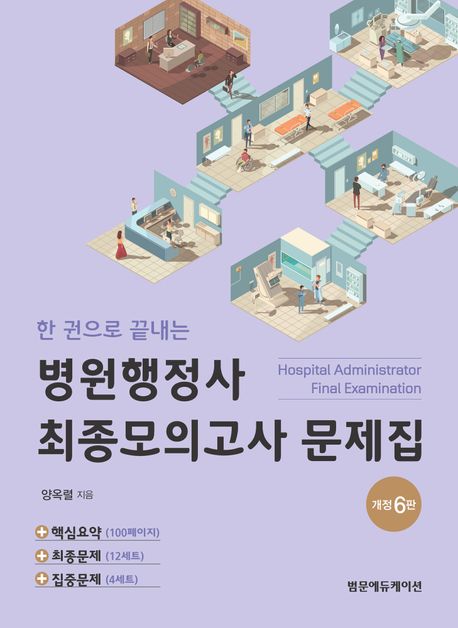 한 권으로 끝내는
병원행정사
Hospital Administrator
Final Examination
최종모의고사 문제집
양옥렬 지음
개정 6판
핵심요약 (100페이지)
최종문제 (12세트)
집중문제 (4세트)
범문에듀케이션